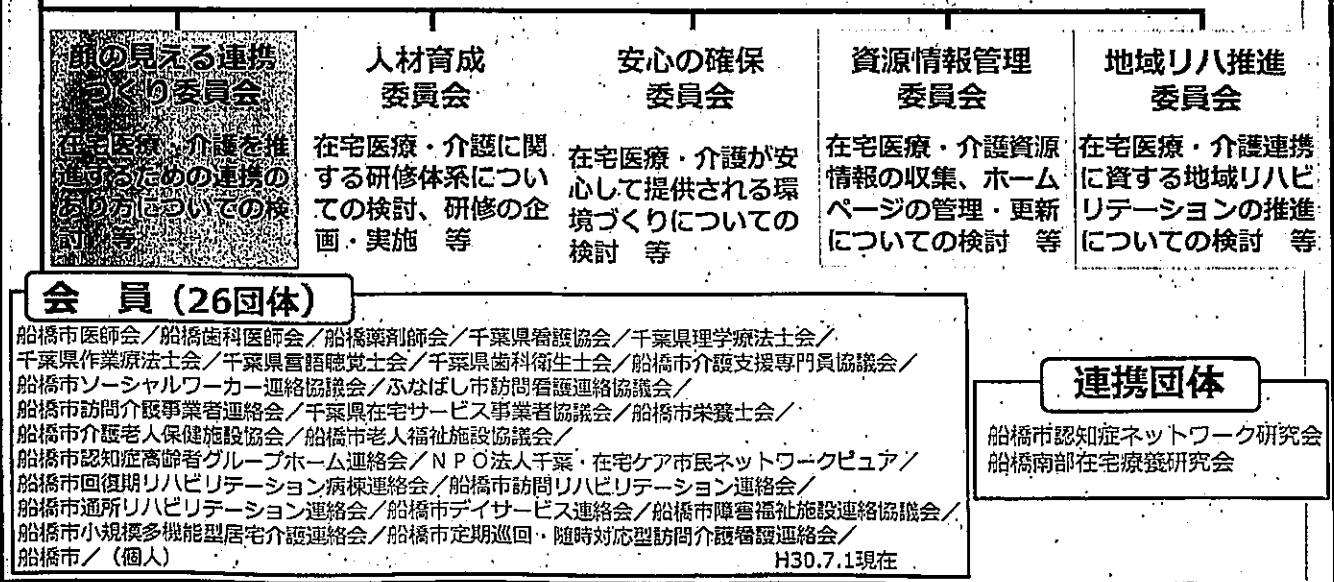 顔の見える連携
づくり委員会
在宅医療・介護を推
進するための連携の
あり方についての検
討 等
人材育成
委員会
在宅医療・介護に関
する研修体系につい
ての検討、研修の企
画・実施 等
安心の確保
委員会
在宅医療・介護が安
心して提供される環
境づくりについての
検討 等
資源情報管理
委員会
在宅医療・介護資源
情報の収集、ホーム
ページの管理・更新
についての検討 等
地域リハ推進
委員会
在宅医療・介護連携
に資する地域リハビ
リテーションの推進
についての検討 等
会 員(26団体)
船橋市医師会/船橋歯科医師会/船橋薬剤師会/千葉県看護協会/千葉県理学療法士会/
千葉県作業療法士会/千葉県言語聴覚士会/千葉県歯科衛生士会/船橋市介護支援専門員協議会/
船橋市ソーシャルワーカー連絡協議会/ふなばし市訪問看護連絡協議会/
船橋市訪問介護事業者連絡会/千葉県在宅サービス事業者協議会/船橋市栄養士会/
船橋市介護老人保健施設協会/船橋市老人福祉施設協議会/
船橋市認知症高齢者グループホーム連絡会/NPO法人千葉・在宅ケア市民ネットワークピュア/
船橋市回復期リハビリテーション病棟連絡会/船橋市訪問リハビリテーション連絡会/
船橋市通所リハビリテーション連絡会/船橋市デイサービス連絡会/船橋市障害福祉施設連絡協議会/
船橋市小規模多機能型居宅介護連絡会/船橋市定期巡回・随時対応型訪問介護看護連絡会/
船橋市/(個人)
H30.7.1現在
連携団体
船橋市認知症ネットワーク研究会
船橋南部在宅療養研究会